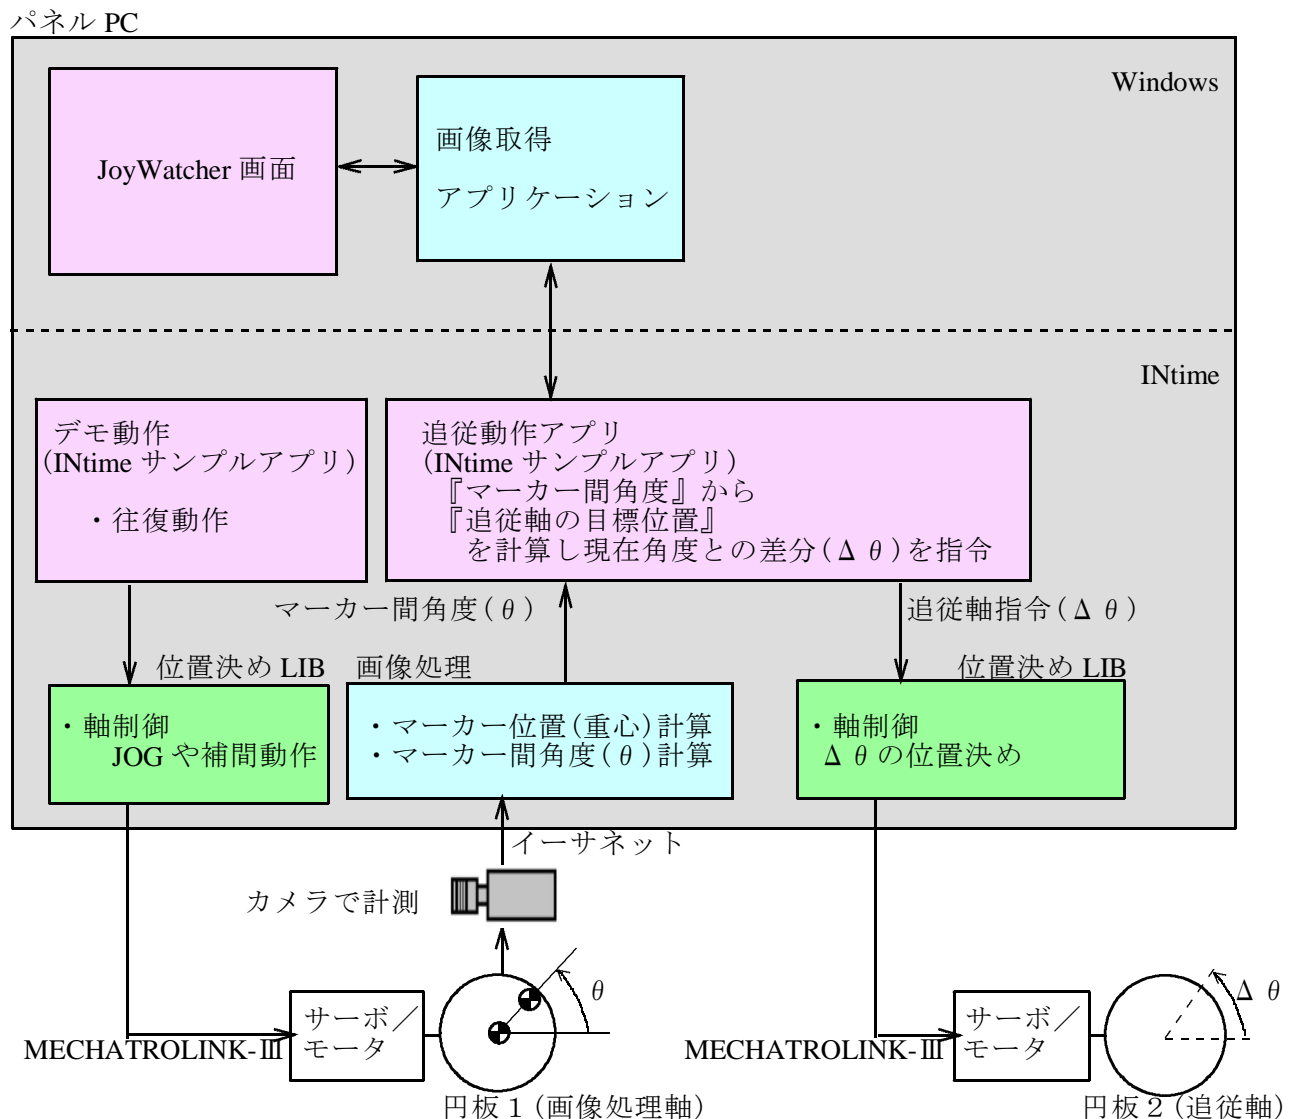 パネル PC
Windows
JoyWatcher 画面
画像取得
アプリケーション
INtime
デモ動作
(INtime サンプルアプリ)
・往復動作
追従動作アプリ
(INtime サンプルアプリ)
『マーカー間角度』から
『追従軸の目標位置』
を計算し現在角度との差分(Δ θ)を指令
マーカー間角度(θ)
追従軸指令(Δ θ)
位置決め LIB
画像処理
位置決め LIB
・軸制御
JOG や補間動作
・マーカー位置(重心)計算
・マーカー間角度(θ)計算
・軸制御
Δ θ の位置決め
イーサネット
カメラで計測
θ
Δ θ
サーボ/
モータ
MECHATROLINK-Ⅲ
サーボ/
モータ
MECHATROLINK-Ⅲ
円板1(画像処理軸)
円板2(追従軸)